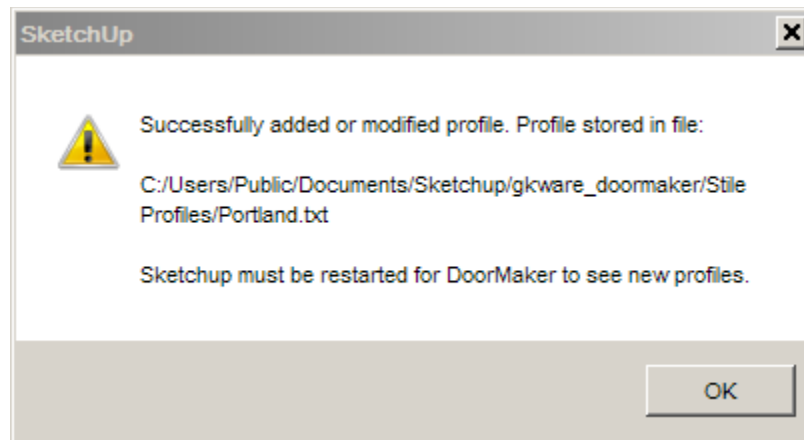 SketchUp
Successfully added or modified profile. Profile stored in file:
C:/Users/Public/Documents/Sketchup/gkware_doormaker/Stile
Profiles/Portland.txt
Sketchup must be restarted for DoorMaker to see new profiles.
OK